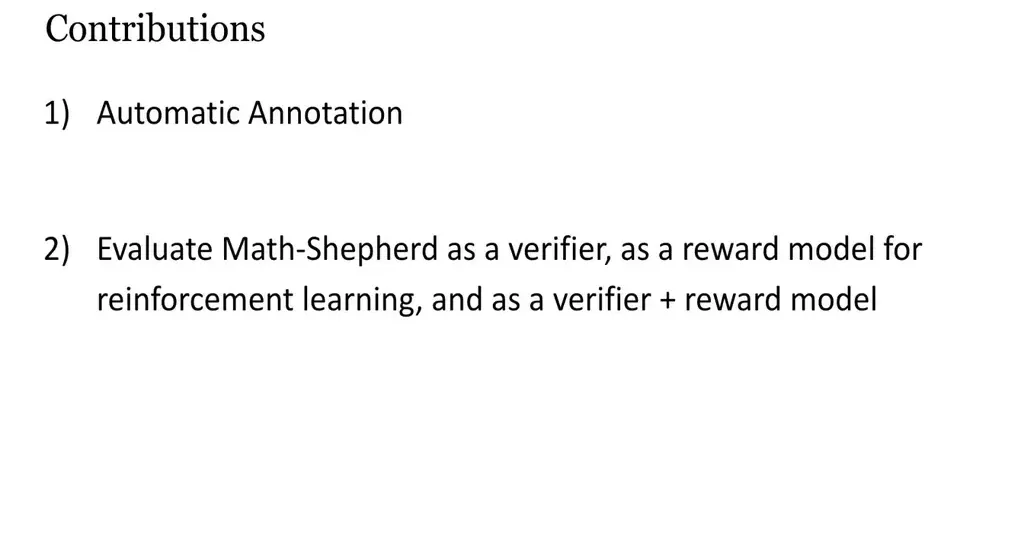 Contributions
1) Automatic Annotation
2) Evaluate Math-Shepherd as a verifier, as a reward model for
reinforcement learning, and as a verifier + reward model